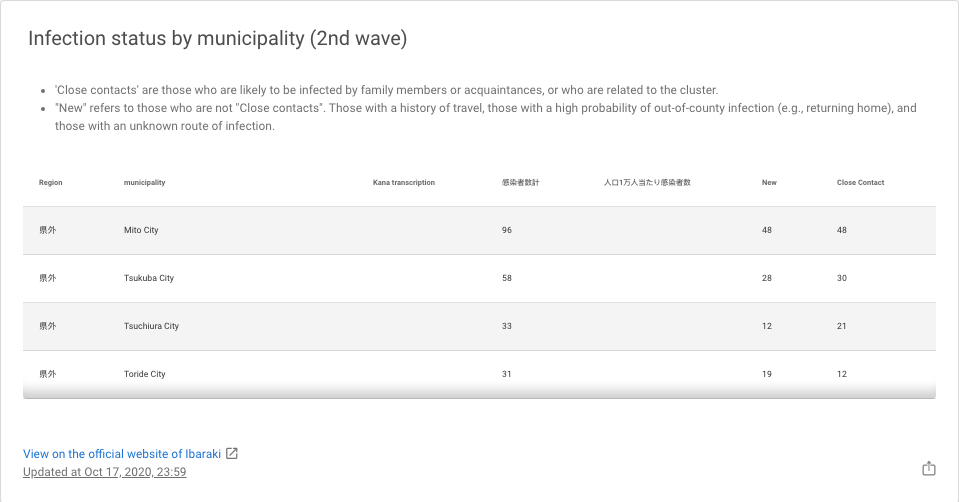 Infection status by municipality (2nd wave)
'Close contacts' are those who are likely to be infected by family members or acquaintances, or who are related to the cluster.
"New" refers to those who are not "Close contacts". Those with a history of travel, those with a high probability of out-of-county infection (e.g., returning home), and
those with an unknown route of infection.
Region municipality Kana transcription 感染者数計 人口1万人当たり感染者数 New Close Contact
県外 Mito City 96 48 48
県外 Tsukuba City 58 28 30
県外 Tsuchiura City 33 12 21
県外 Toride City 31 19 12
View on the official website of Ibaraki
Updated at Oct 17, 2020, 23:59